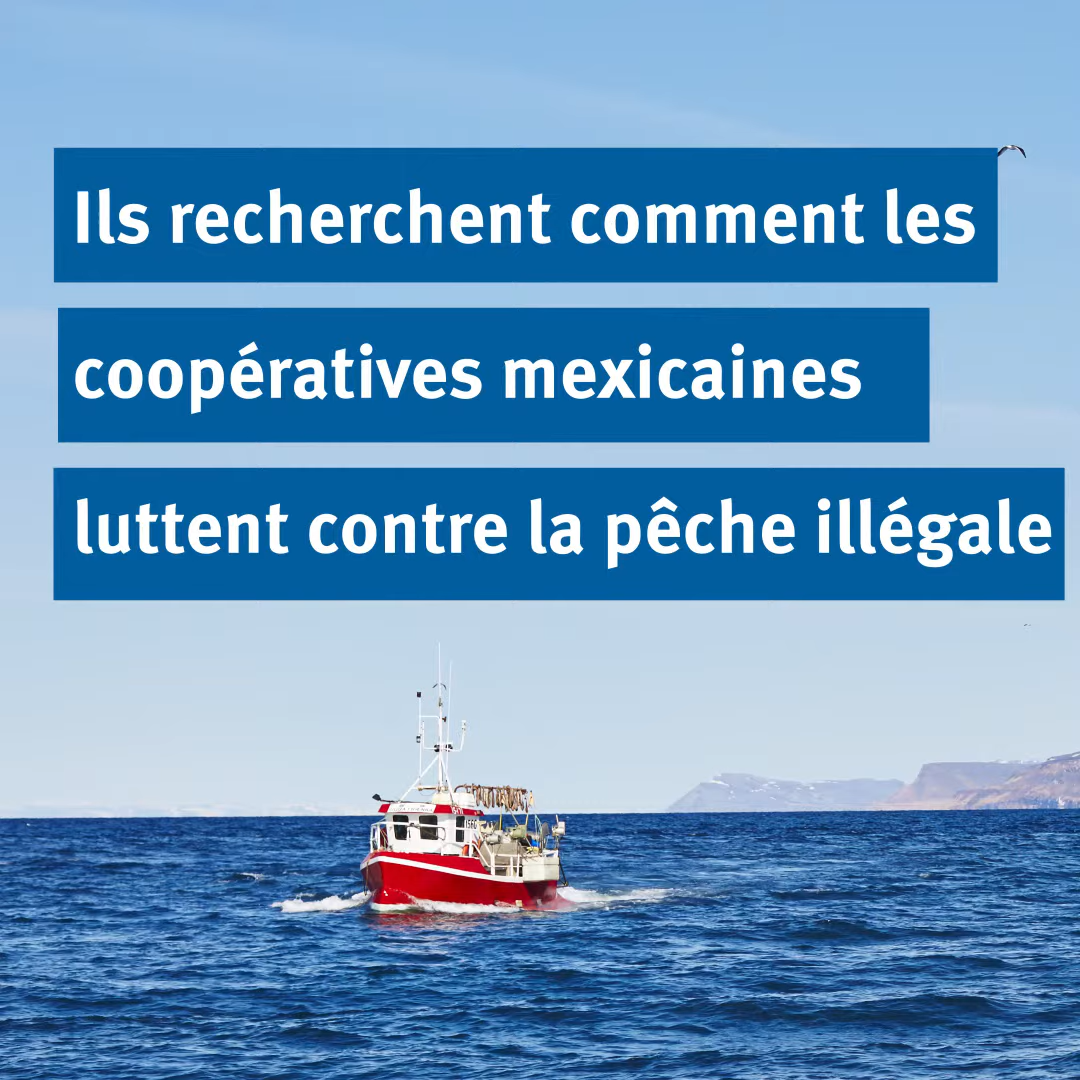 Ils recherchent comment les
coopératives mexicaines
luttent contre la pêche illégale